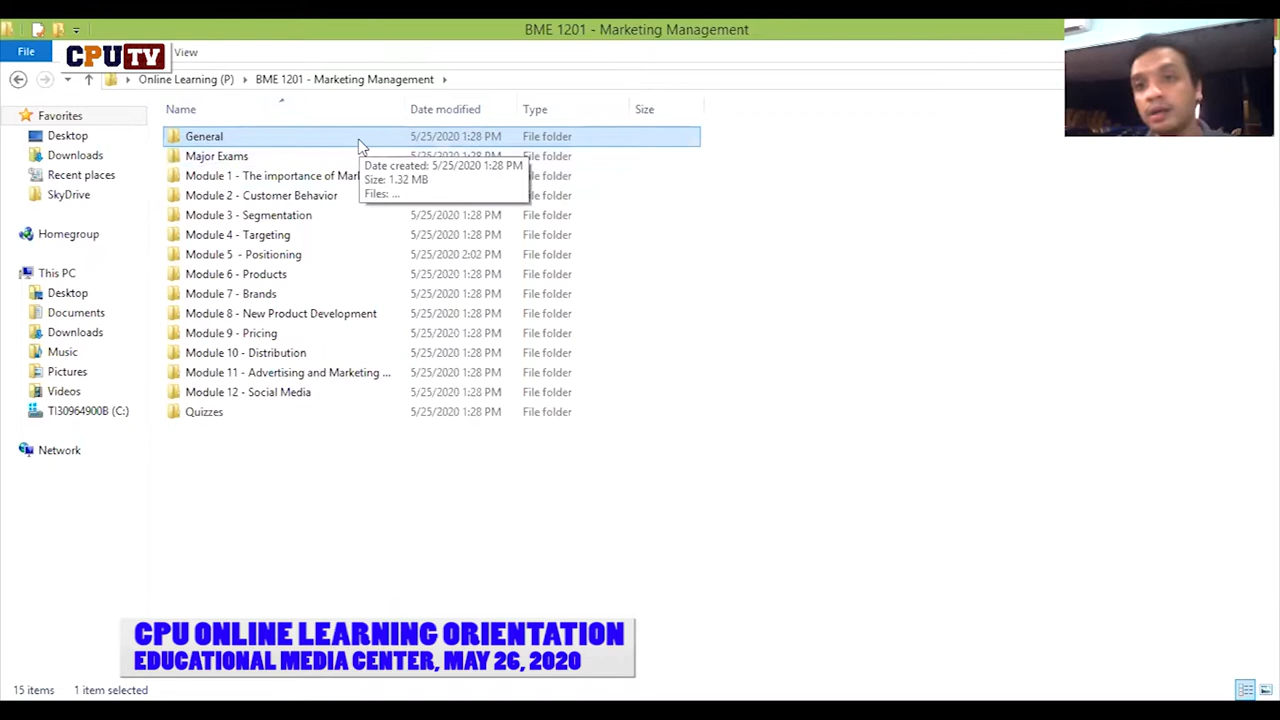 BME 1201 - Marketing Management
File
CPUTV
View
Online Learning (P)
BME 1201 - Marketing Management
Name Date modified Type Size
Favorites
Desktop
Downloads
Recent places
SkyDrive
Homegroup
This PC
Desktop
Documents
Downloads
Music
Pictures
Videos
TI30964900B (C:)
Network
General 5/25/2020 1:28 PM File folder
Major Exams 5/25/2020 1:28 PM File folder
Module 1 - The importance of File folder
Module 2 - Customer Behavior File folder
Date created: 5/25/2020 1:28 PM
Size: 1.32 MB
Files: ...
Module 3 - Segmentation 5/25/2020 1:28 PM File folder
Module 4 - Targeting 5/25/2020 1:28 PM File folder
Module 5 - Positioning 5/25/2020 2:02 PM File folder
Module 6 - Products 5/25/2020 1:28 PM File folder
Module 7 - Brands 5/25/2020 1:28 PM File folder
Module 8 - New Product Development 5/25/2020 1:28 PM File folder
Module 9 - Pricing 5/25/2020 1:28 PM File folder
Module 10 - Distribution 5/25/2020 1:28 PM File folder
Module 11 - Advertising and Marketing ... 5/25/2020 1:28 PM File folder
Module 12 - Social Media 5/25/2020 1:28 PM File folder
Quizzes 5/25/2020 1:28 PM File folder
CPU ONLINE LEARNING ORIENTATION
EDUCATIONAL MEDIA CENTER, MAY 26, 2020
15 items 1 item selected